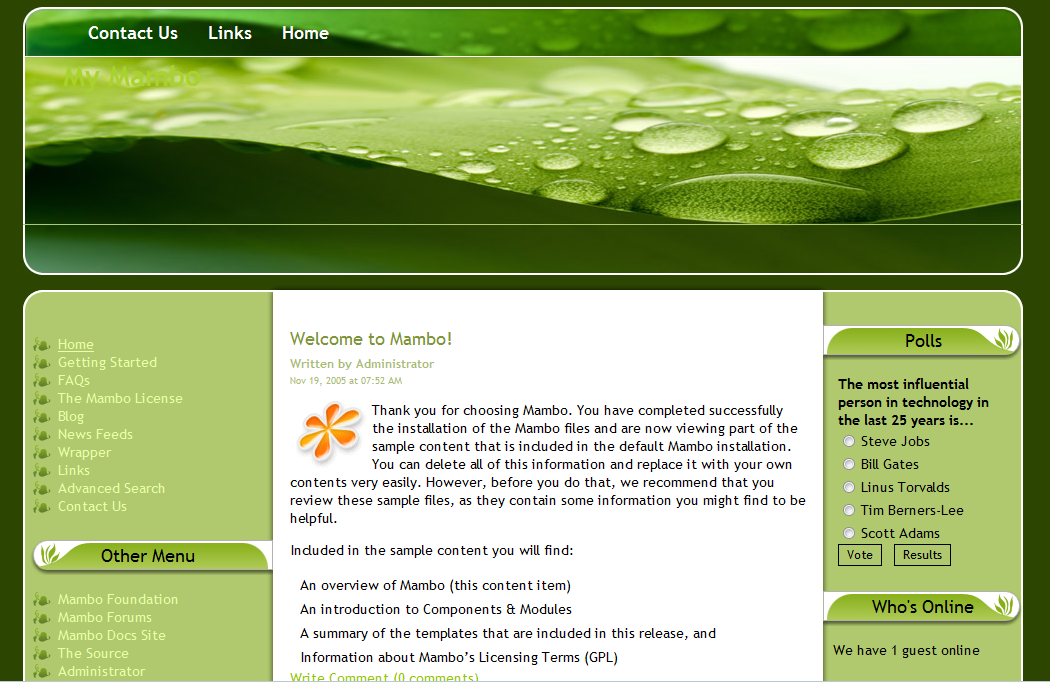 Contact Us Links Home
My Mambo
Home
Getting Started
FAQs
The Mambo License
Blog
News Feeds
Wrapper
Links
Advanced Search
Contact Us
Other Menu
Mambo Foundation
Mambo Forums
Mambo Docs Site
The Source
Administrator
Welcome to Mambo!
Written by Administrator
Nov 19, 2005 at 07:52 AM
Thank you for choosing Mambo. You have completed successfully
the installation of the Mambo files and are now viewing part of the
sample content that is included in the default Mambo installation.
You can delete all of this information and replace it with your own
contents very easily. However, before you do that, we recommend that you
review these sample files, as they contain some information you might find to be
helpful.
Included in the sample content you will find:
An overview of Mambo (this content item)
An introduction to Components & Modules
A summary of the templates that are included in this release, and
Information about Mambo’s Licensing Terms (GPL)
Write Comment (0 comments)
Polls
The most influential
person in technology in
the last 25 years is...
Steve Jobs
Bill Gates
Linus Torvalds
Tim Berners-Lee
Scott Adams
Vote Results
Who's Online
We have 1 guest online